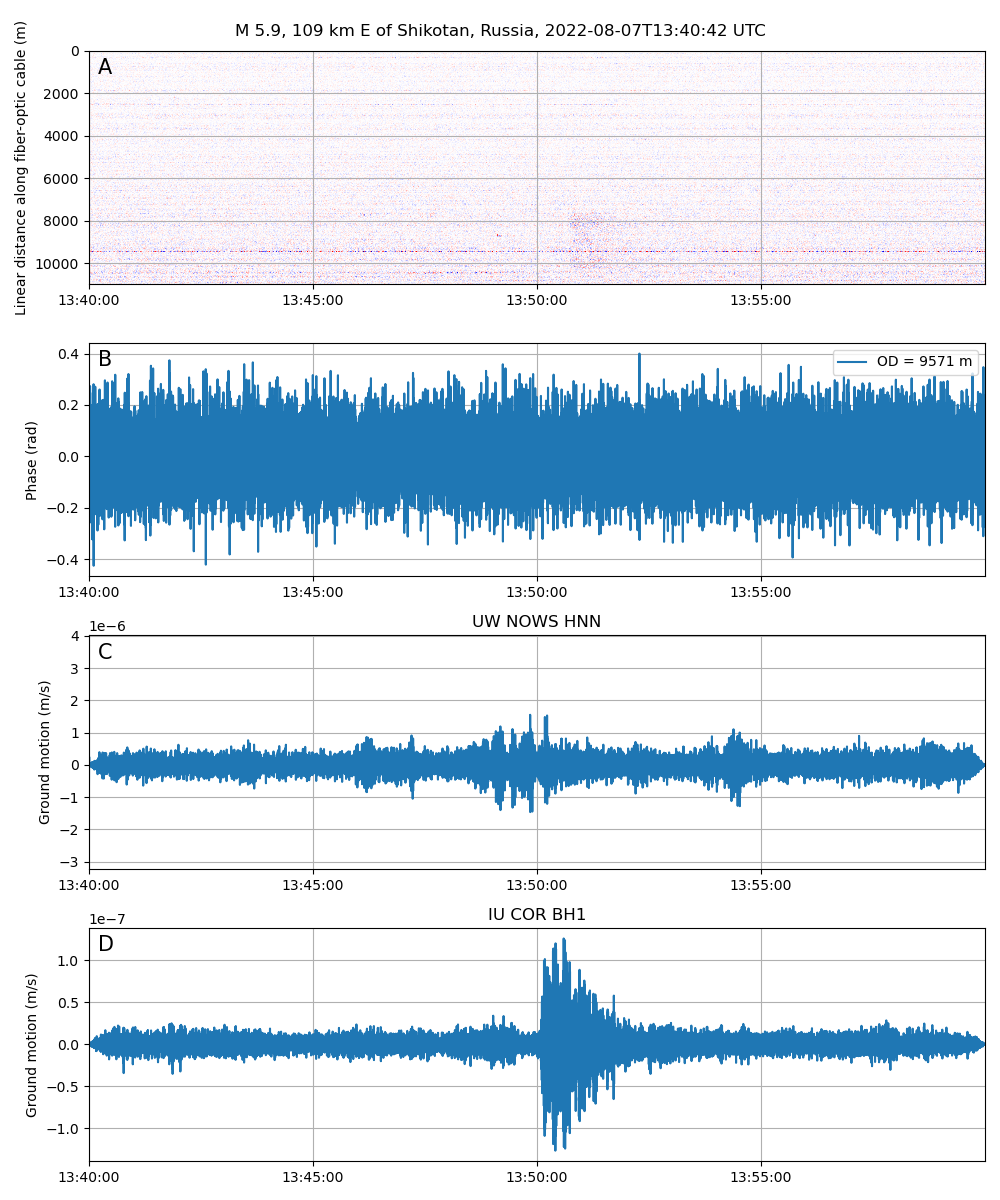 M 5.9, 109 km E of Shikotan, Russia, 2022-08-07T13:40:42 UTC
Linear distance along fiber-optic cable (m)
A
0
2000
4000
6000
8000
10000
13:40:00 13:45:00 13:50:00 13:55:00
Phase (rad)
B
OD = 9571 m
0.4
0.2
0.0
−0.2
−0.4
13:40:00 13:45:00 13:50:00 13:55:00
UW NOWS HNN
1e−6
Ground motion (m/s)
C
4
3
2
1
0
−1
−2
−3
13:40:00 13:45:00 13:50:00 13:55:00
IU COR BH1
1e−7
Ground motion (m/s)
D
1.0
0.5
0.0
−0.5
−1.0
13:40:00 13:45:00 13:50:00 13:55:00